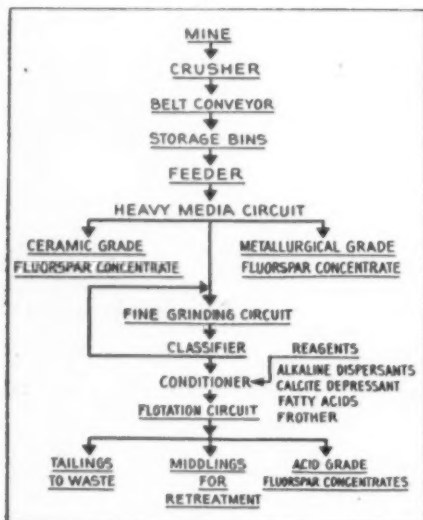 MINE
CRUSHER
BELT CONVEYOR
STORAGE BINS
FEEDER
HEAVY MEDIA CIRCUIT
CERAMIC GRADE
FLUORSPAR CONCENTRATE
METALLURGICAL GRADE
FLUORSPAR CONCENTRATE
FINE GRINDING CIRCUIT
CLASSIFIER
REAGENTS
CONDITIONER
ALKALINE DISPERSANTS
CALCITE DEPRESSANT
FATTY ACIDS
FROTHER
FLOTATION CIRCUIT
TAILINGS
TO WASTE
MIDDLINGS
FOR
RETREATMENT
ACID GRADE
FLUORSPAR CONCENTRATES